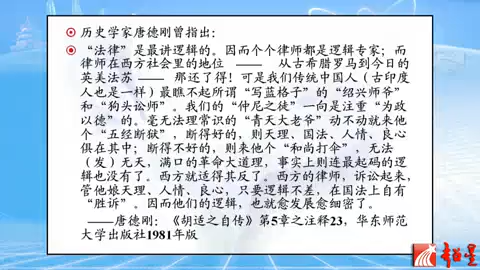 历史学家唐德刚曾指出：
“法律”是最讲逻辑的。因而个个律师都是逻辑专家；而
律师在西方社会里的地位 —— 从古希腊罗马到今日的
英美法苏 —— 那还了得！可是我们传统中国人（古印度
人也是一样）最瞧不起所谓“写蓝格子”的“绍兴师爷”
和“狗头讼师”。我们的“仲尼之徒”一向是注重“为政
以德”的。毫无法理常识的“青天大老爷”动不动就来他
个“五经断狱”，断得好的，则天理、国法、人情、良心
俱在其中；断得不好的，则来他个“和尚打伞”，无法
（发）无天，满口的革命大道理，事实上则连最起码的逻
辑也没有了。西方就适得其反了。西方的律师，诉讼起来，
管他娘天理、人情、良心，只要逻辑不差，在国法上自有
“胜诉”。因而他们的逻辑，也就愈发展愈细密了。
——唐德刚：《胡适之自传》第5章之注释23，华东师范
大学出版社1981年版